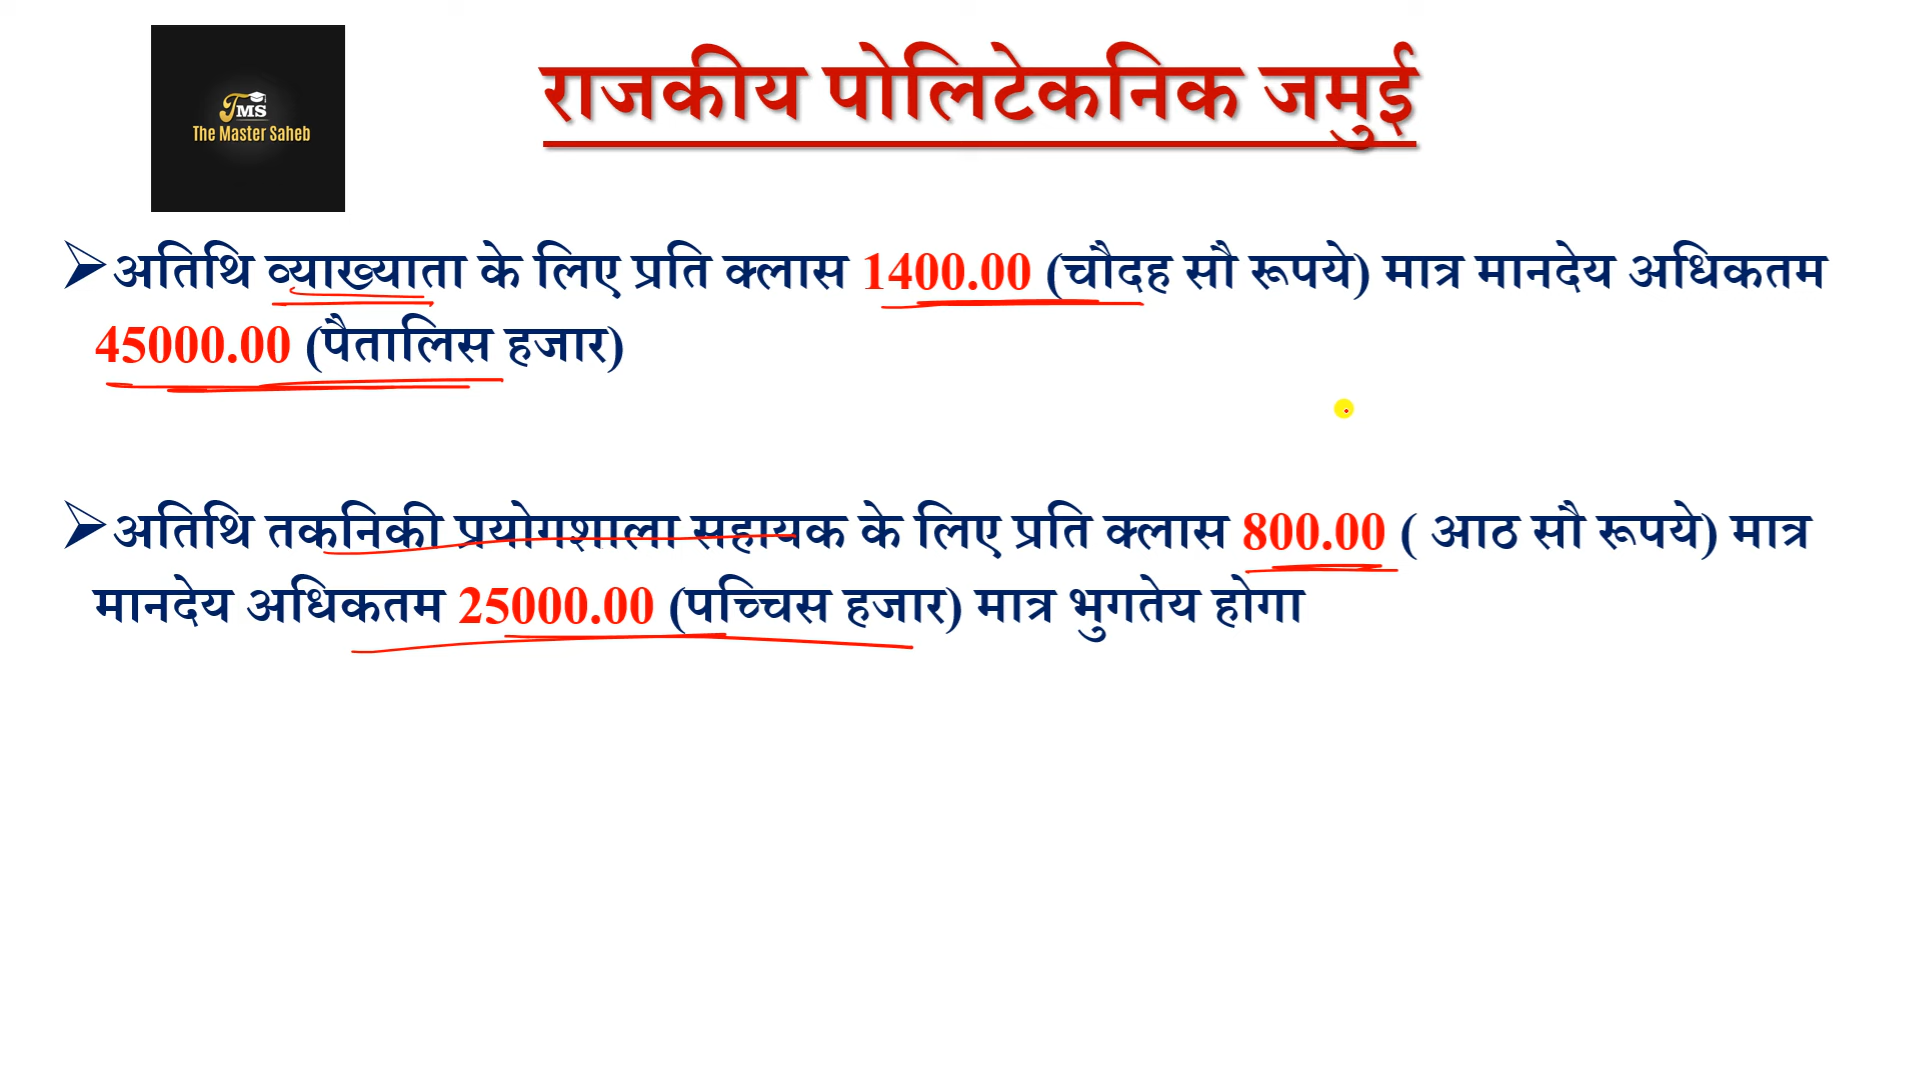 TMS
The Master Saheb
राजकीय पोलिटेकनिक जमुई
➢अतिथि व्याख्याता के लिए प्रति क्लास 1400.00 (चौदह सौ रूपये) मात्र मानदेय अधिकतम
45000.00 (पैतालिस हजार)
➢अतिथि तकनिकी प्रयोगशाला सहायक के लिए प्रति क्लास 800.00 ( आठ सौ रूपये) मात्र
मानदेय अधिकतम 25000.00 (पच्चिस हजार) मात्र भुगतेय होगा